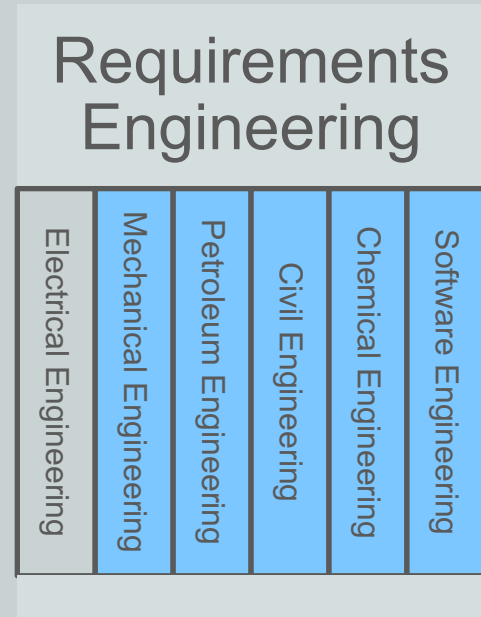 Requirements
Engineering
Electrical Engineering
Mechanical Engineering
Petroleum Engineering
Civil Engineering
Chemical Engineering
Software Engineering